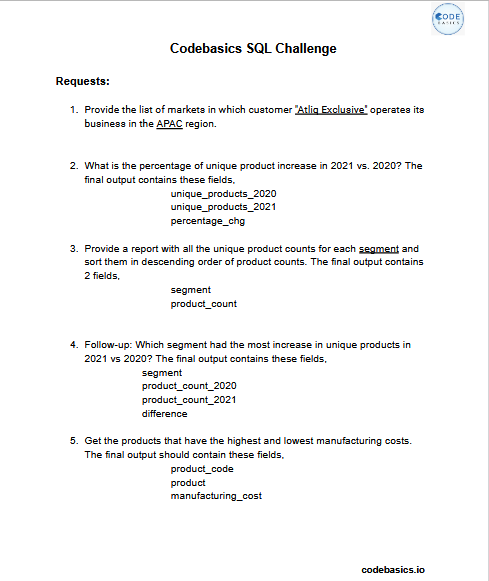 CODE
BASICS
Codebasics SQL Challenge
Requests:
1. Provide the list of markets in which customer "Atliq Exclusive" operates its
business in the APAC region.
2. What is the percentage of unique product increase in 2021 vs. 2020? The
final output contains these fields,
unique_products_2020
unique_products_2021
percentage_chg
3. Provide a report with all the unique product counts for each segment and
sort them in descending order of product counts. The final output contains
2 fields,
segment
product_count
4. Follow-up: Which segment had the most increase in unique products in
2021 vs 2020? The final output contains these fields,
segment
product_count_2020
product_count_2021
difference
5. Get the products that have the highest and lowest manufacturing costs.
The final output should contain these fields,
product_code
product
manufacturing_cost
codebasics.io